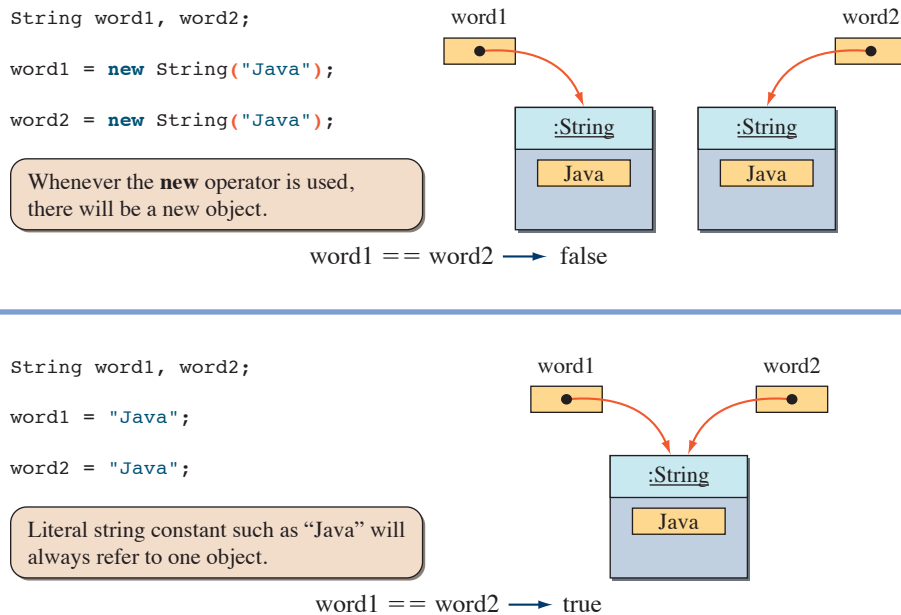 String word1, word2;
word1 = new String("Java");
word2 = new String("Java");
Whenever the new operator is used,
there will be a new object.
word1
word2
:String
:String
Java
Java
word1 == word2 → false
String word1, word2;
word1 = "Java";
word2 = "Java";
Literal string constant such as “Java” will
always refer to one object.
word1
word2
:String
Java
word1 == word2 → true